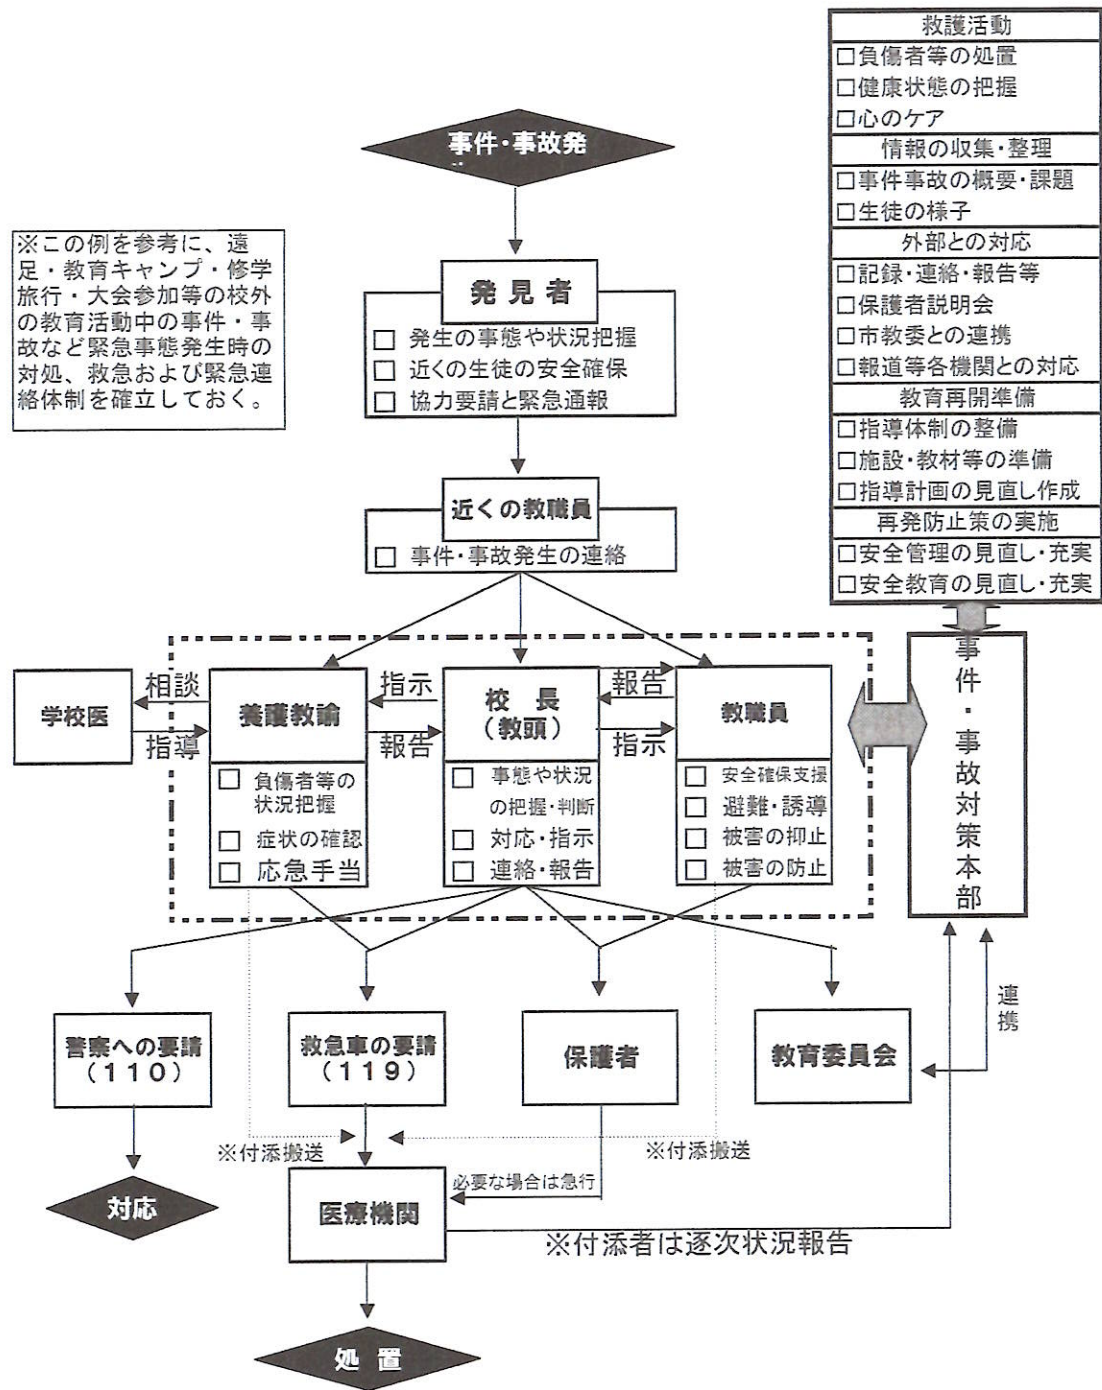 事件・事故発
※この例を参考に、遠
足・教育キャンプ・修学
旅行・大会参加等の校外
の教育活動中の事件・事
故など緊急事態発生時の
対処、救急および緊急連
絡体制を確立しておく。
発見者
□ 発生の事態や状況把握
□ 近くの生徒の安全確保
□ 協力要請と緊急通報
近くの教職員
□ 事件・事故発生の連絡
救護活動
□負傷者等の処置
□健康状態の把握
□心のケア
情報の収集・整理
□事件事故の概要・課題
□生徒の様子
外部との対応
□記録・連絡・報告等
□保護者説明会
□市教委との連携
□報道等各機関との対応
教育再開準備
□指導体制の整備
□施設・教材等の準備
□指導計画の見直し作成
再発防止策の実施
□安全管理の見直し・充実
□安全教育の見直し・充実
学校医
相談
指導
養護教諭
□ 負傷者等の
状況把握
□ 症状の確認
□ 応急手当
指示
報告
校長
(教頭)
□ 事態や状況
の把握・判断
□ 対応・指示
□ 連絡・報告
報告
指示
教職員
□ 安全確保支援
□ 避難・誘導
□ 被害の抑止
□ 被害の防止
事件・事故対策本部
連携
警察への要請
(110)
救急車の要請
(119)
保護者
教育委員会
※付添搬送
※付添搬送
対応
医療機関
必要な場合は急行
※付添者は逐次状況報告
処置